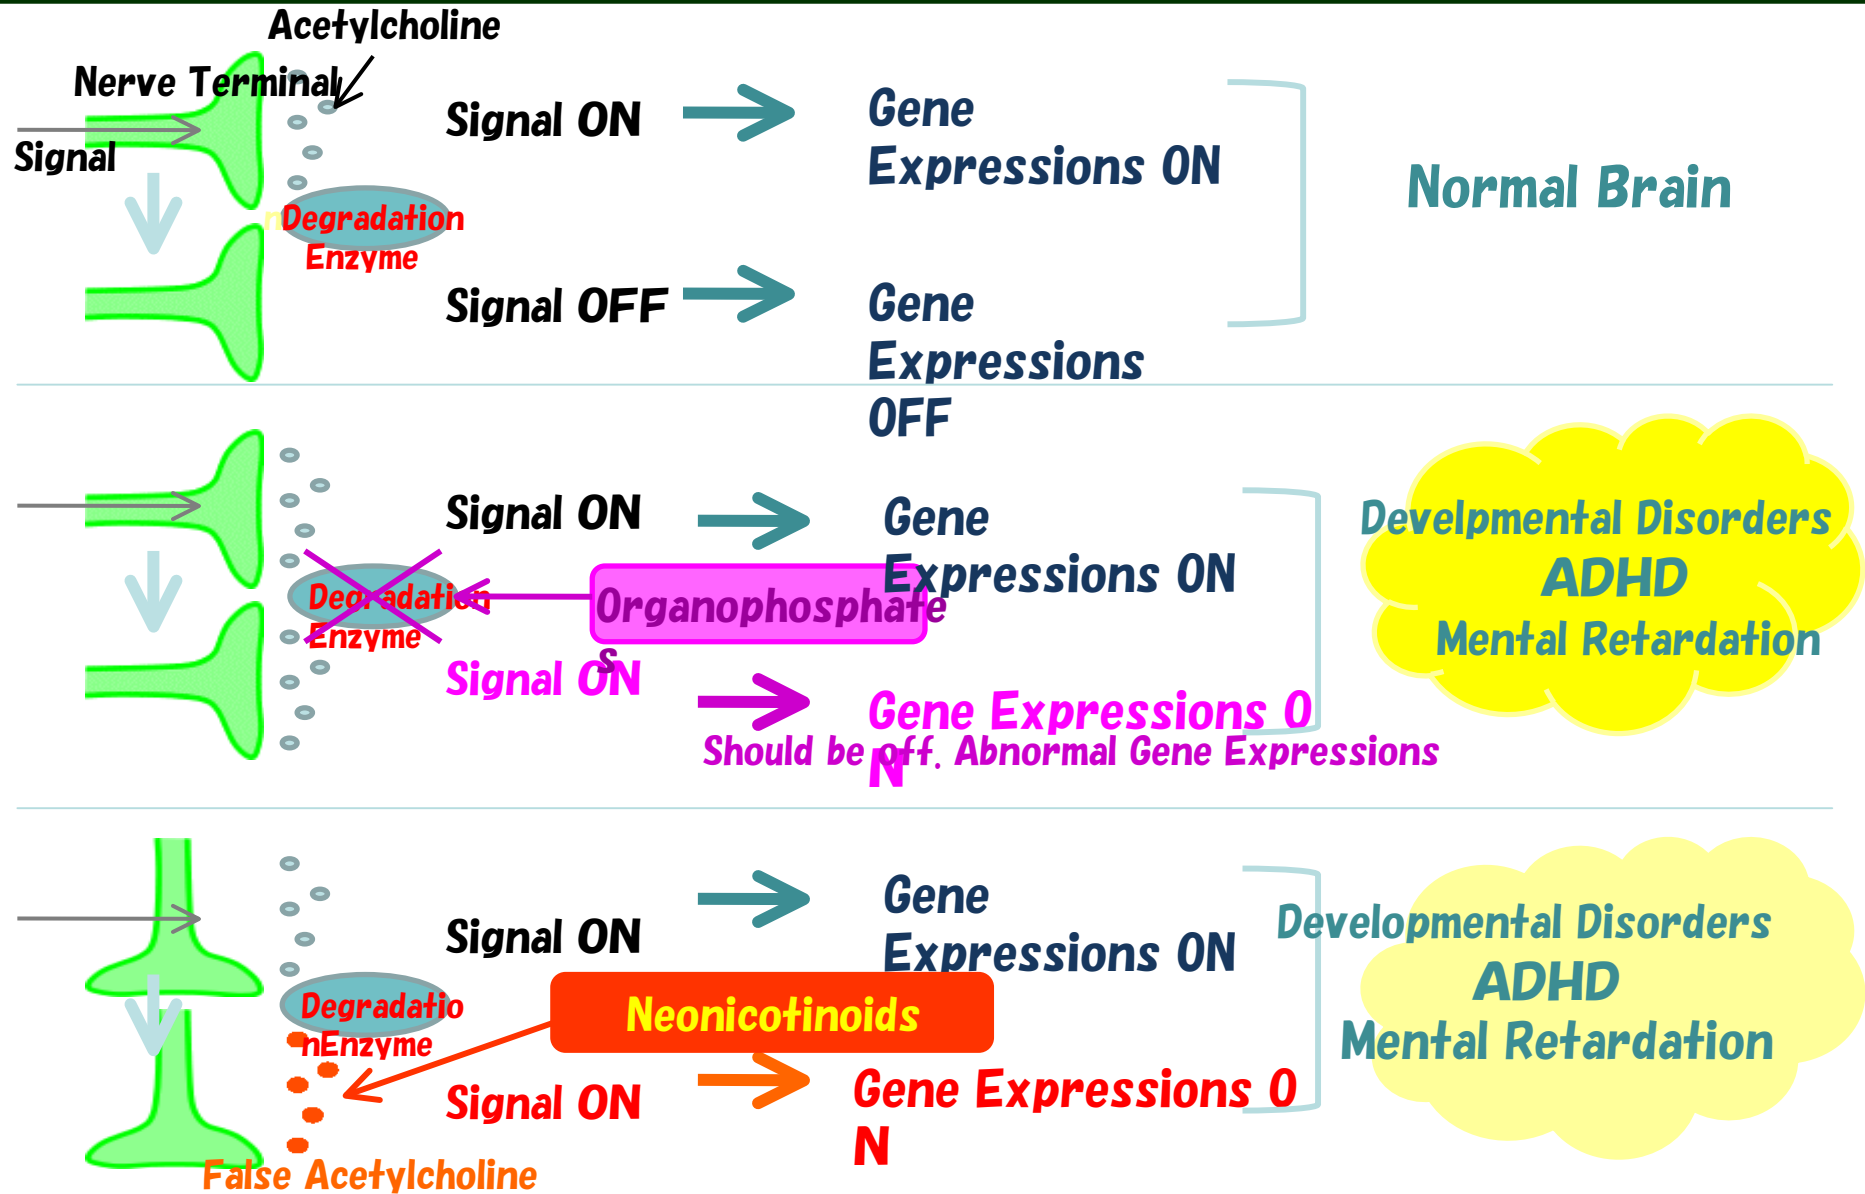 Acetylcholine
Nerve Terminal
Signal
Signal ON
Gene
Expressions ON
Normal Brain
nDegradation
Enzyme
Signal OFF
Gene
Expressions
OFF
Signal ON
Gene
Expressions ON
Develpmental Disorders
ADHD
Mental Retardation
Degradation
Enzyme
Organophosphate
s
Signal ON
Gene Expressions O
N
Should be off. Abnormal Gene Expressions
Signal ON
Gene
Expressions ON
Developmental Disorders
ADHD
Mental Retardation
Degradatio
nEnzyme
Neonicotinoids
Signal ON
Gene Expressions O
N
False Acetylcholine